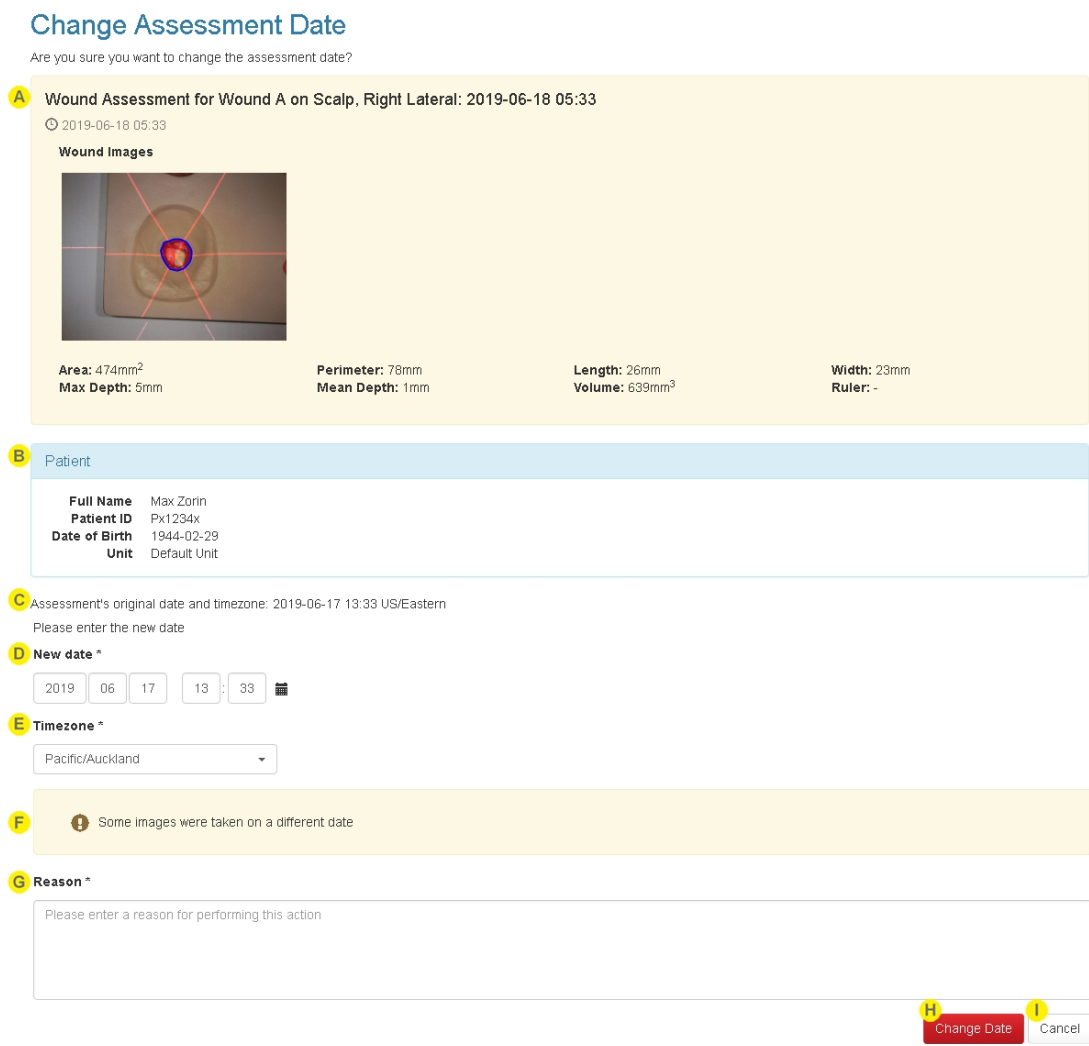 Change Assessment Date
Are you sure you want to change the assessment date?
A
Wound Assessment for Wound A on Scalp, Right Lateral: 2019-06-18 05:33
2019-06-18 05:33
Wound Images
Area: 474mm² Perimeter: 78mm Length: 26mm Width: 23mm
Max Depth: 5mm Mean Depth: 1mm Volume: 639mm³ Ruler: -
B Patient
Full Name Max Zorin
Patient ID Px1234x
Date of Birth 1944-02-29
Unit Default Unit
C Assessment's original date and timezone: 2019-06-17 13:33 US/Eastern
Please enter the new date
D New date *
2019 06 17 13 : 33
E Timezone *
Pacific/Auckland
F Some images were taken on a different date
G Reason *
Please enter a reason for performing this action
H I
Change Date Cancel